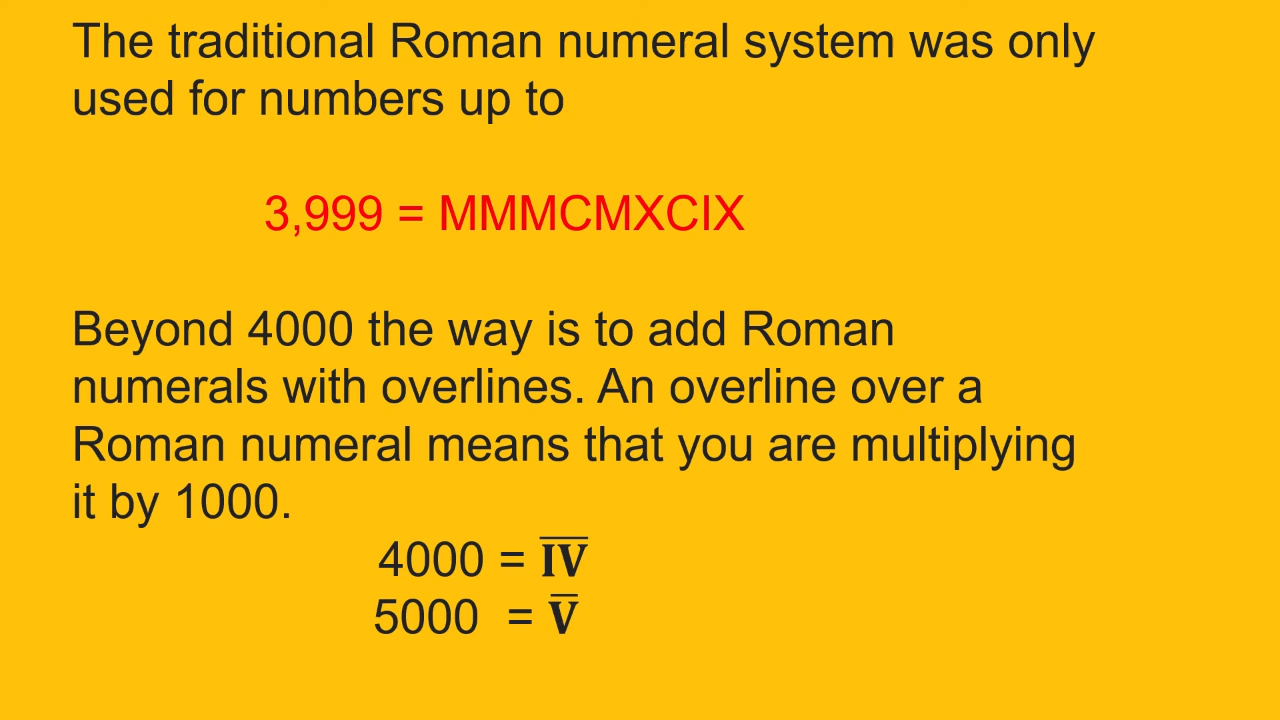 The traditional Roman numeral system was only
used for numbers up to
3,999 = MMMCMXCIX
Beyond 4000 the way is to add Roman
numerals with overlines. An overline over a
Roman numeral means that you are multiplying
it by 1000.
4000 = I̅V̅
5000 = V̅